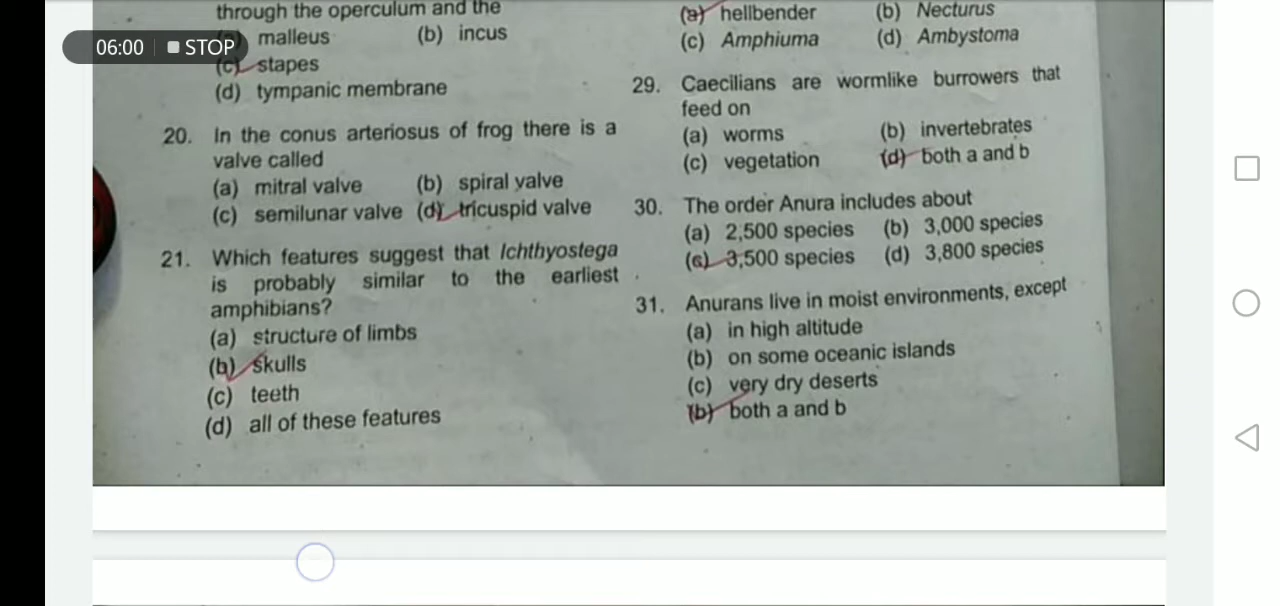 through the operculum and the
malleus (b) incus
(c) stapes
(d) tympanic membrane
20. In the conus arteriosus of frog there is a
valve called
(a) mitral valve (b) spiral valve
(c) semilunar valve (d) tricuspid valve
21. Which features suggest that Ichthyostega
is probably similar to the earliest
amphibians?
(a) structure of limbs
(b) skulls
(c) teeth
(d) all of these features
(a) hellbender (b) Necturus
(c) Amphiuma (d) Ambystoma
29. Caecilians are wormlike burrowers that
feed on
(a) worms (b) invertebrates
(c) vegetation (d) both a and b
30. The order Anura includes about
(a) 2,500 species (b) 3,000 species
(c) 3,500 species (d) 3,800 species
31. Anurans live in moist environments, except
(a) in high altitude
(b) on some oceanic islands
(c) very dry deserts
(b) both a and b
06:00 STOP